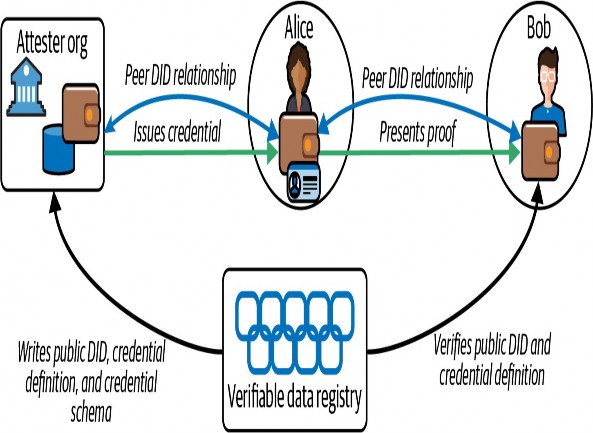 Attester org
Alice
Bob
Peer DID relationship
Peer DID relationship
Issues credential
Presents proof
Writes public DID, credential
definition, and credential
schema
Verifiable data registry
Verifies public DID and
credential definition